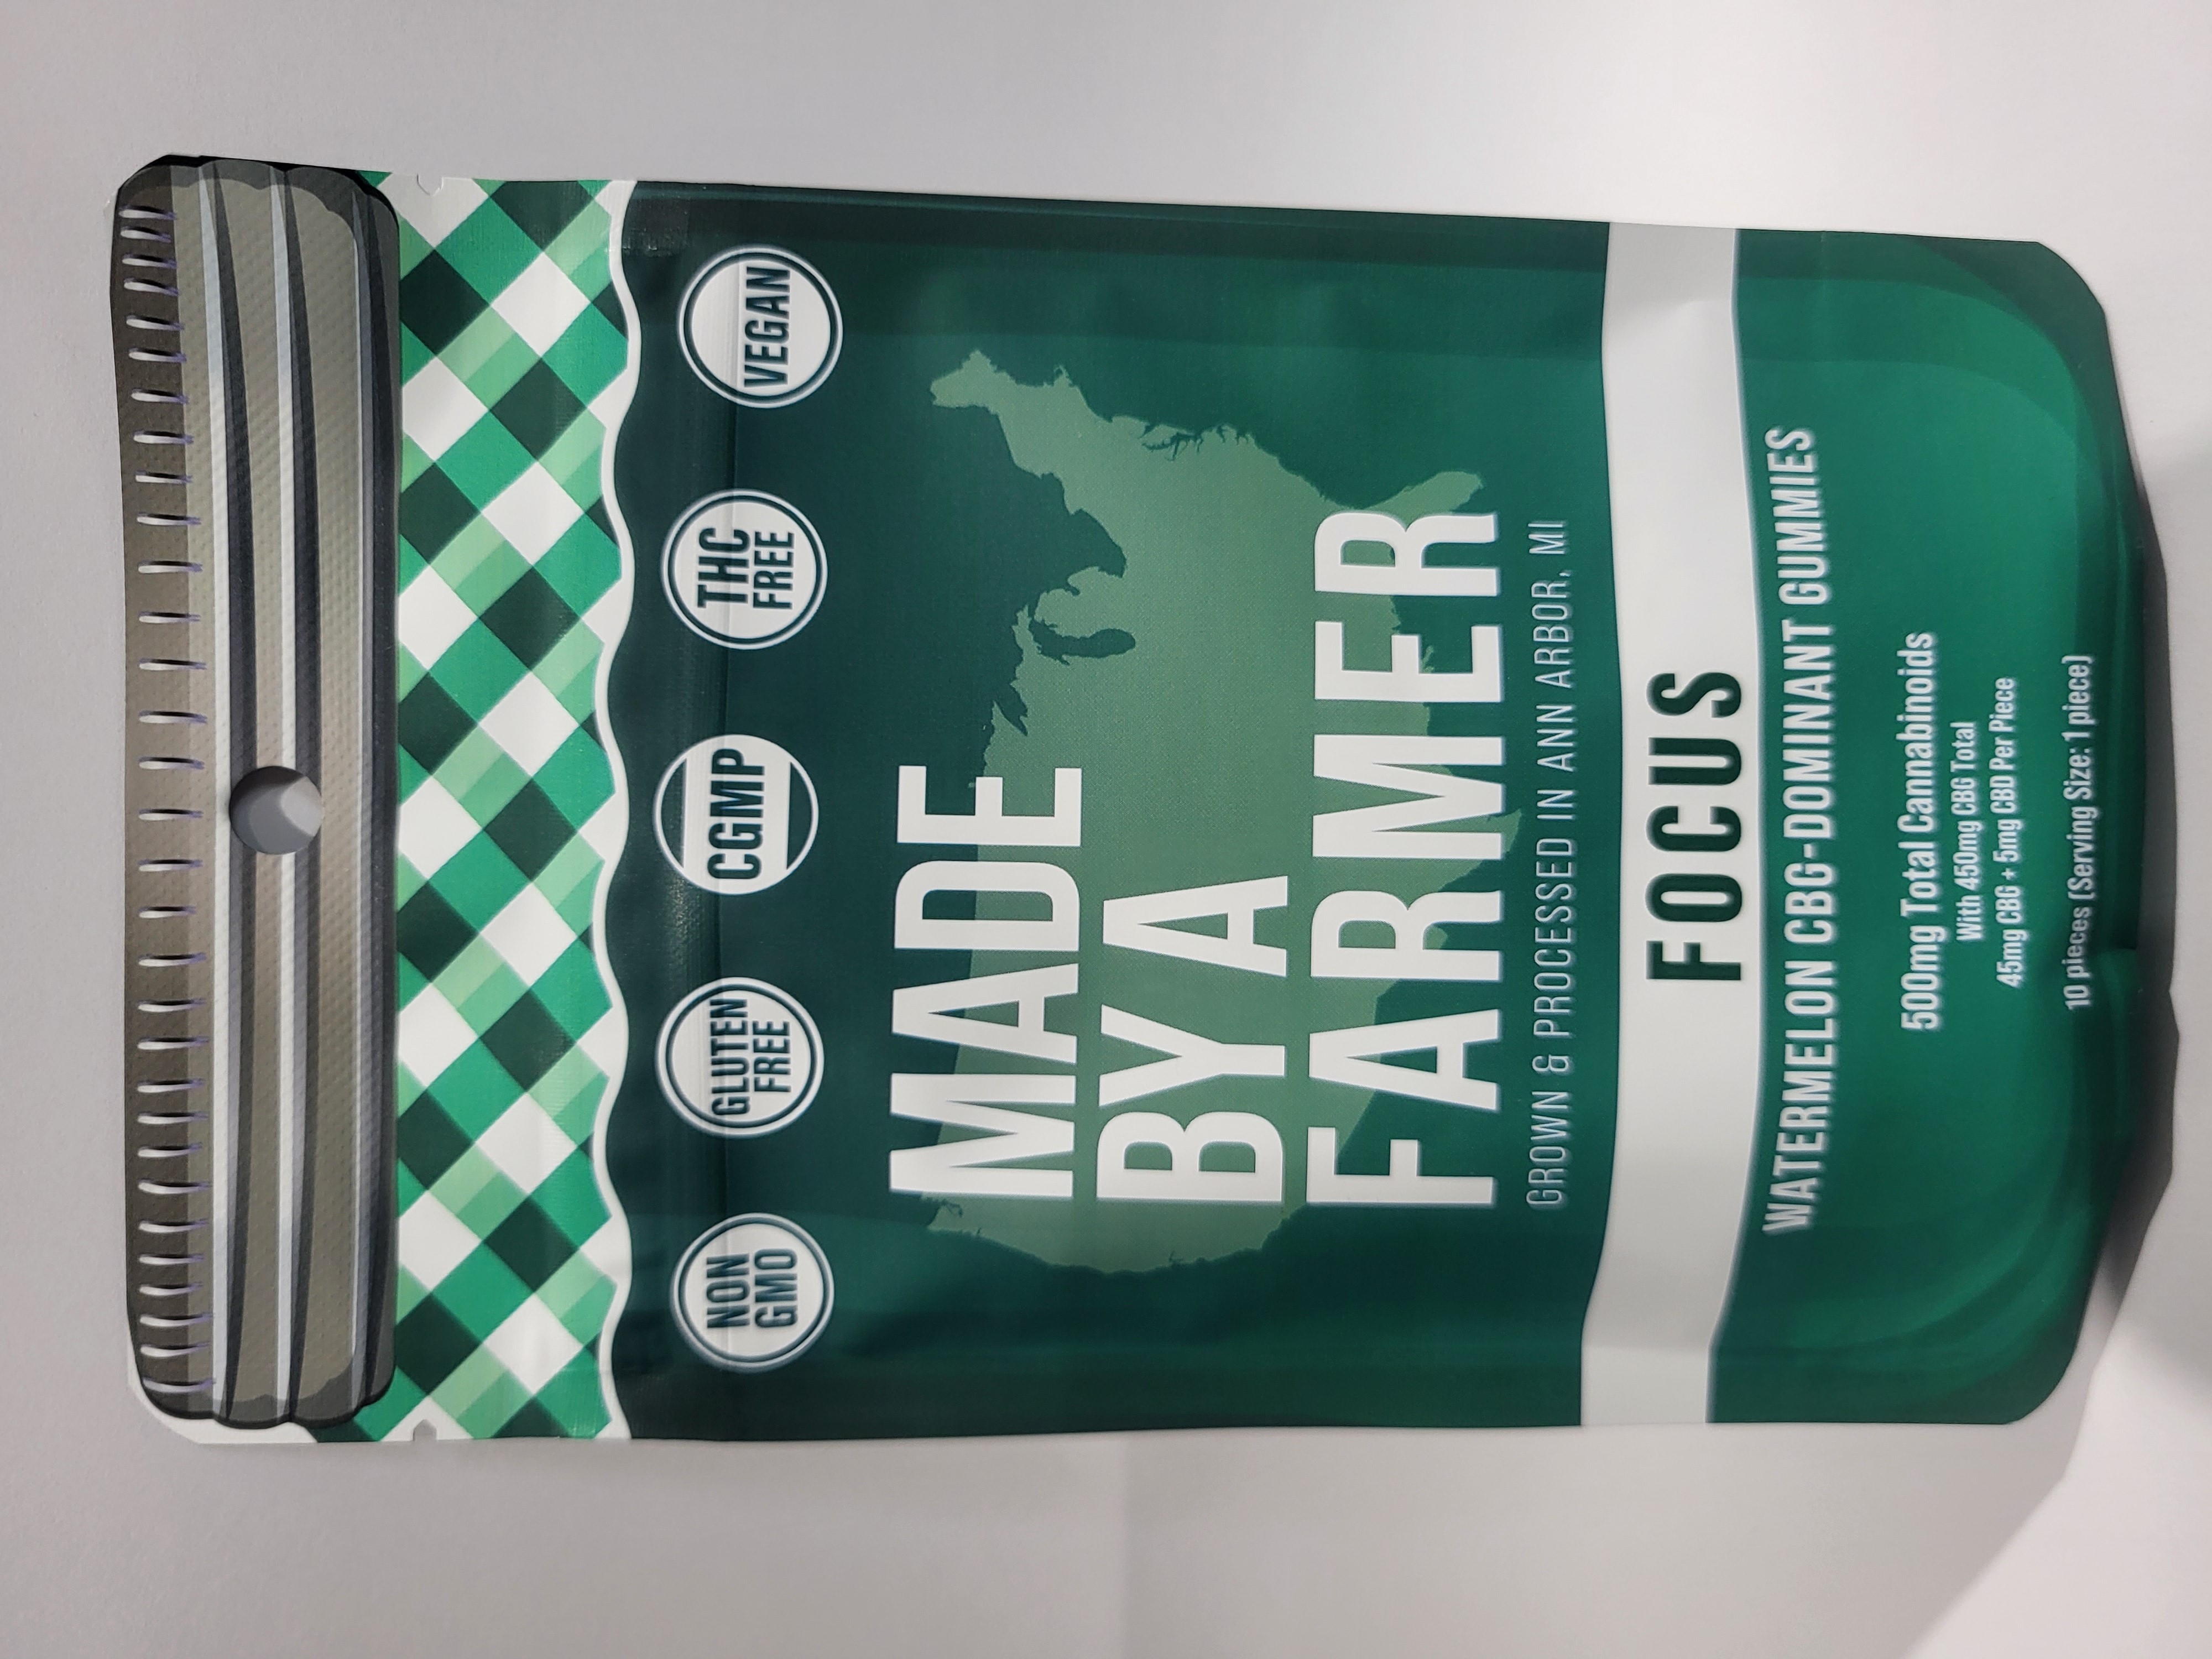 NON
GMO
GLUTEN
FREE
CGMP
THC
FREE
VEGAN
MADE
BY A
FARMER
GROWN & PROCESSED IN ANN ARBOR, MI
FOCUS
WATERMELON CBG-DOMINANT GUMMIES
500mg Total Cannabinoids
With 450mg CBG Total
45mg CBG + 5mg CBD Per Piece
10 pieces (Serving Size: 1 piece)